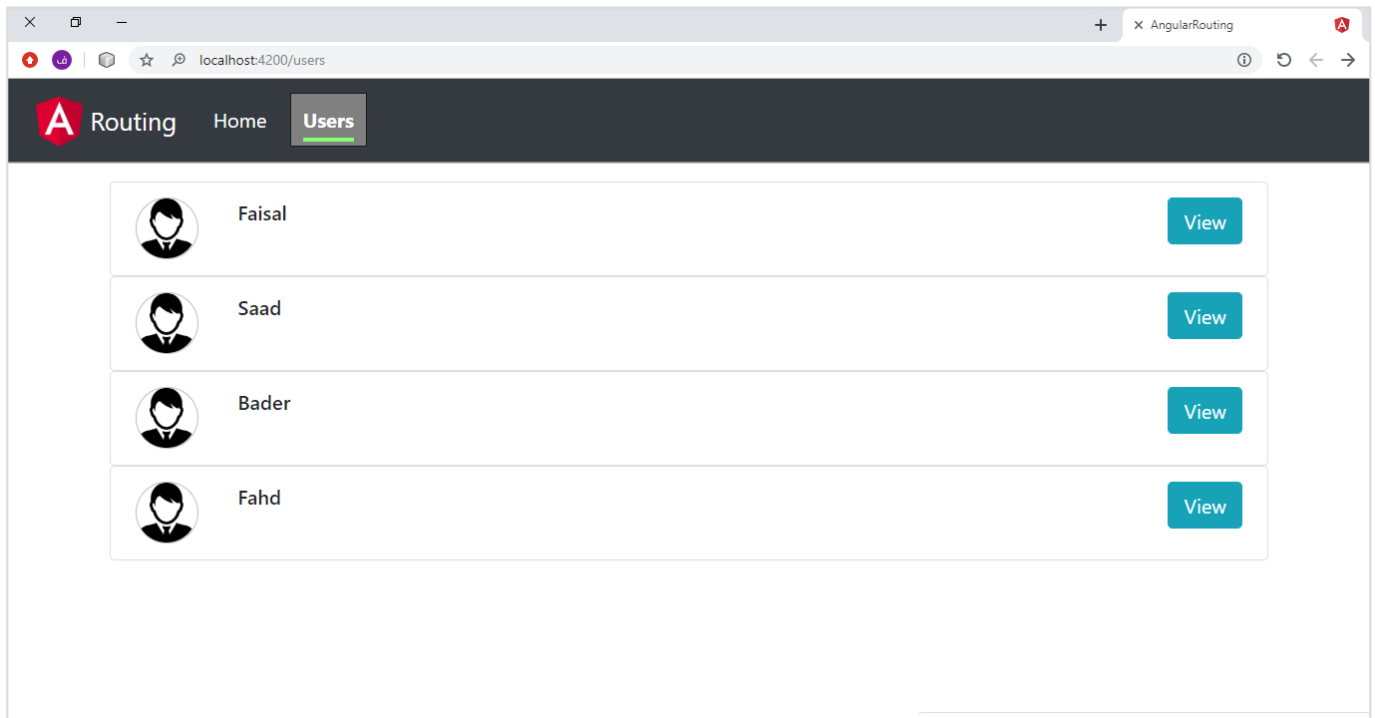 AngularRouting
localhost:4200/users
ف
Routing Home Users
Faisal View
Saad View
Bader View
Fahd View